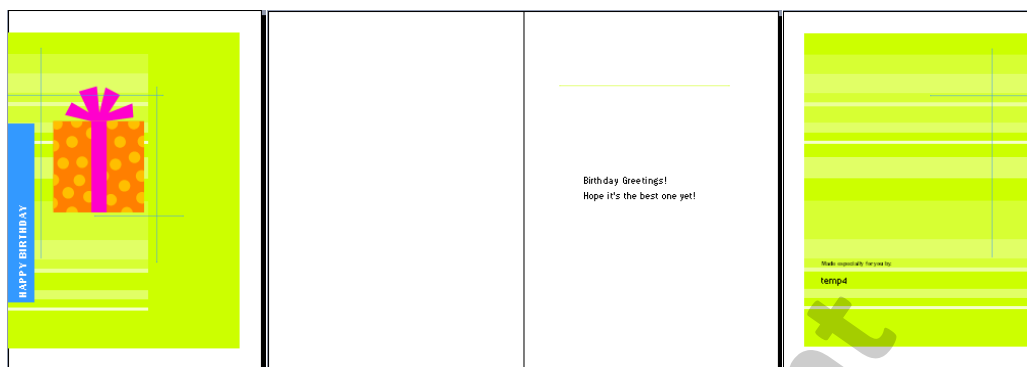 HAPPY BIRTHDAY
Birthday Greetings!
Hope it's the best one yet!
Made especially for you by
temp4